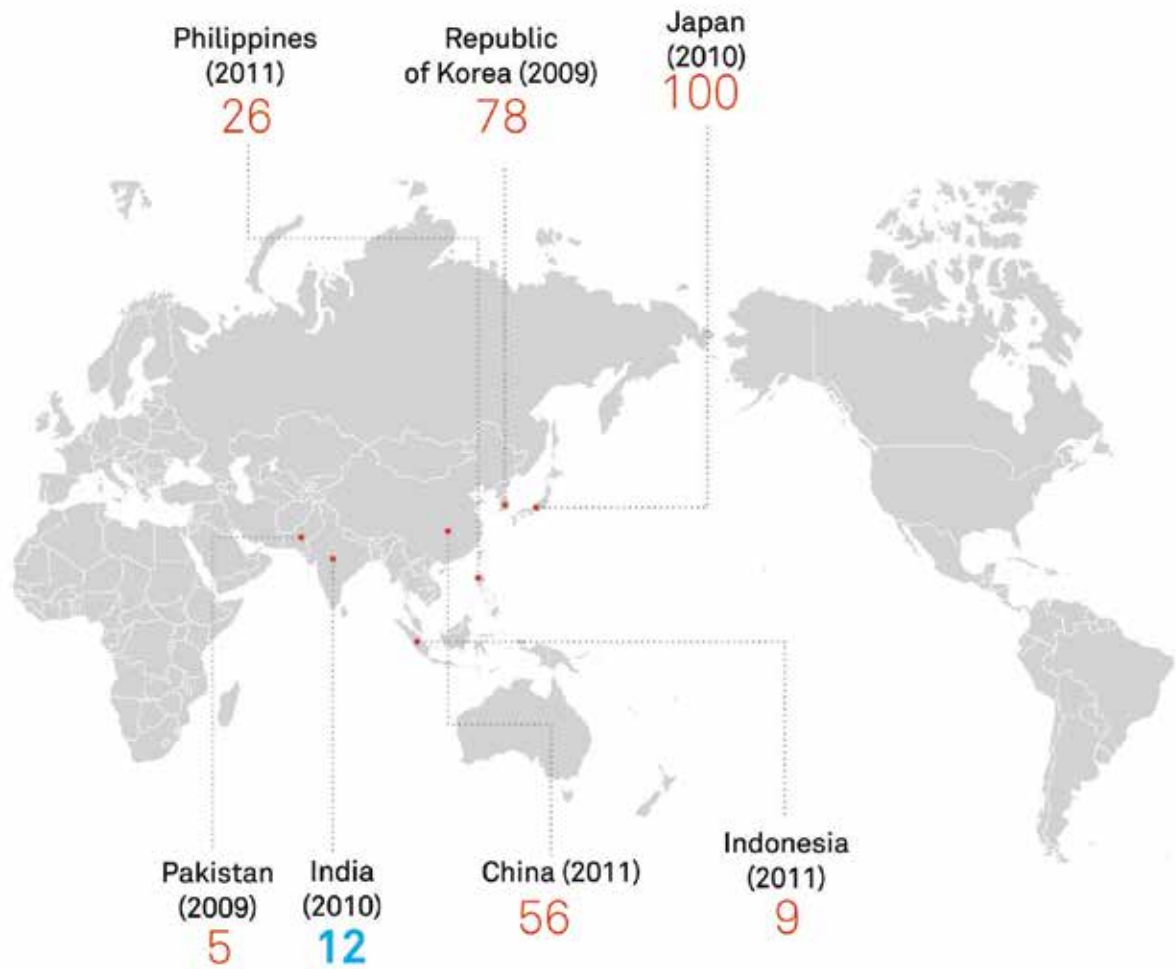 Philippines
(2011)
26
Republic
of Korea (2009)
78
Japan
(2010)
100
Pakistan
(2009)
5
India
(2010)
12
China (2011)
56
Indonesia
(2011)
9